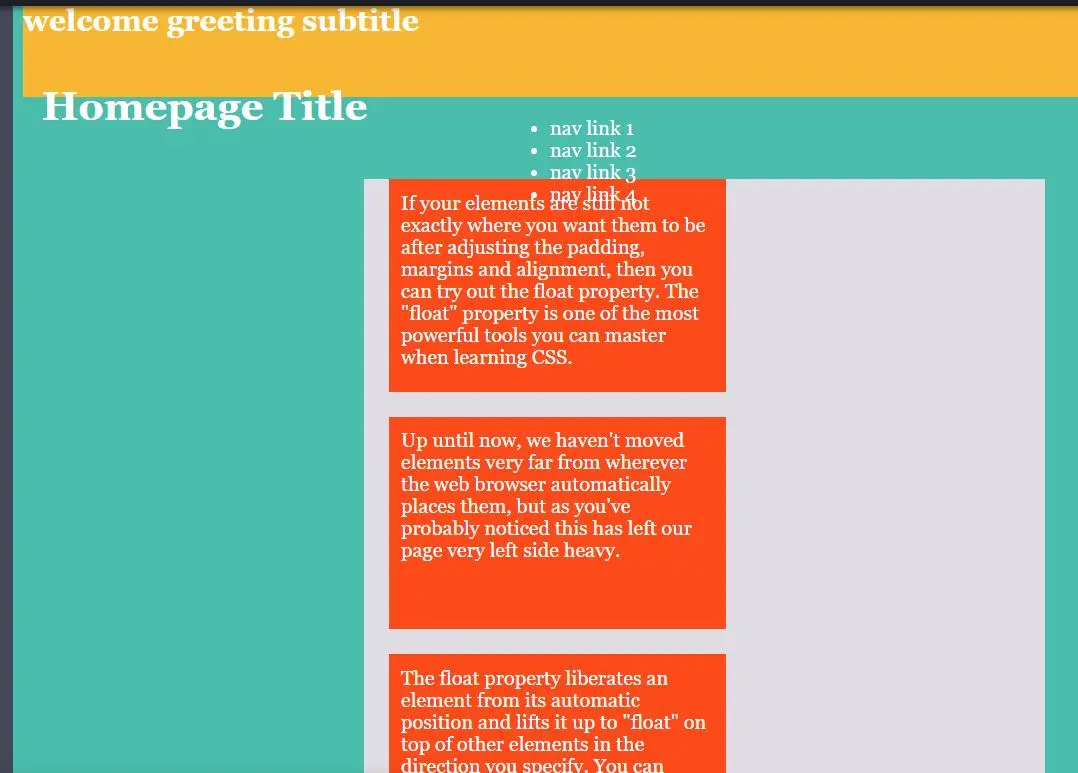 welcome greeting subtitle
Homepage Title
nav link 1
nav link 2
nav link 3
nav link 4
If your elements are still not
exactly where you want them to be
after adjusting the padding,
margins and alignment, then you
can try out the float property. The
"float" property is one of the most
powerful tools you can master
when learning CSS.
Up until now, we haven't moved
elements very far from wherever
the web browser automatically
places them, but as you've
probably noticed this has left our
page very left side heavy.
The float property liberates an
element from its automatic
position and lifts it up to "float" on
top of other elements in the
direction you specify. You can